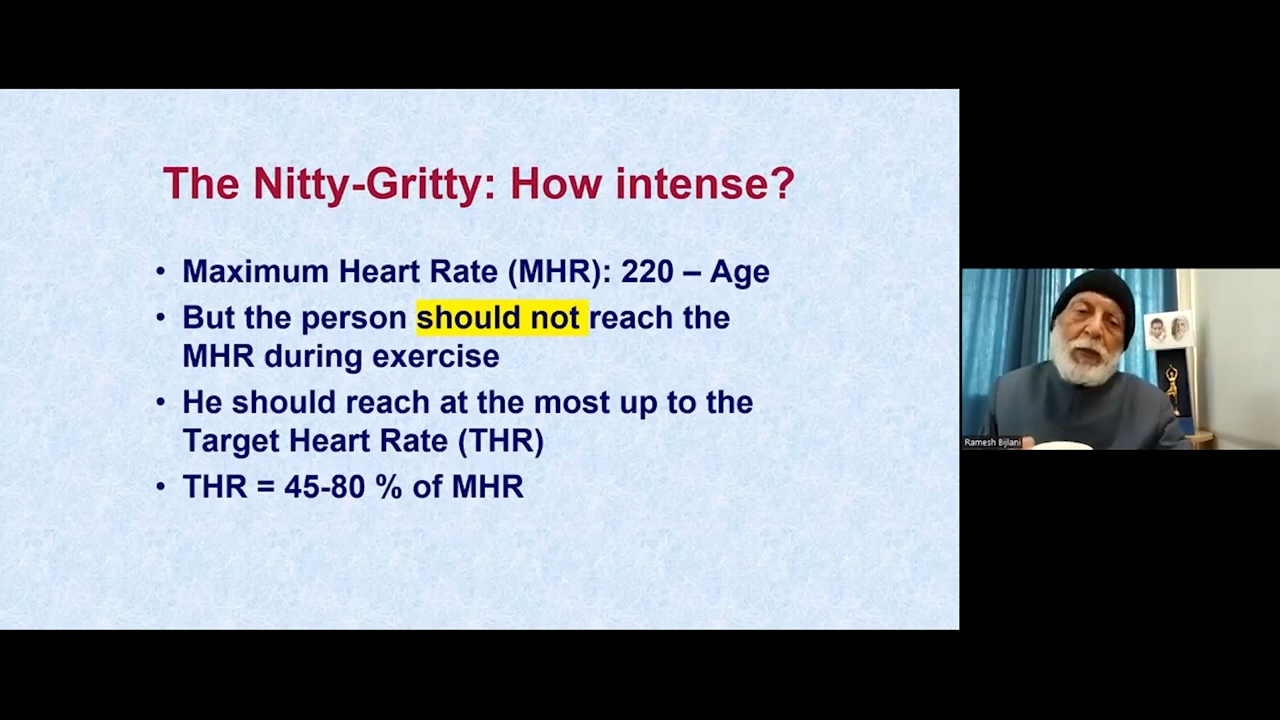 The Nitty-Gritty: How intense?
• Maximum Heart Rate (MHR): 220 – Age
• But the person should not reach the
MHR during exercise
• He should reach at the most up to the
Target Heart Rate (THR)
• THR = 45-80 % of MHR
Ramesh Bijlani